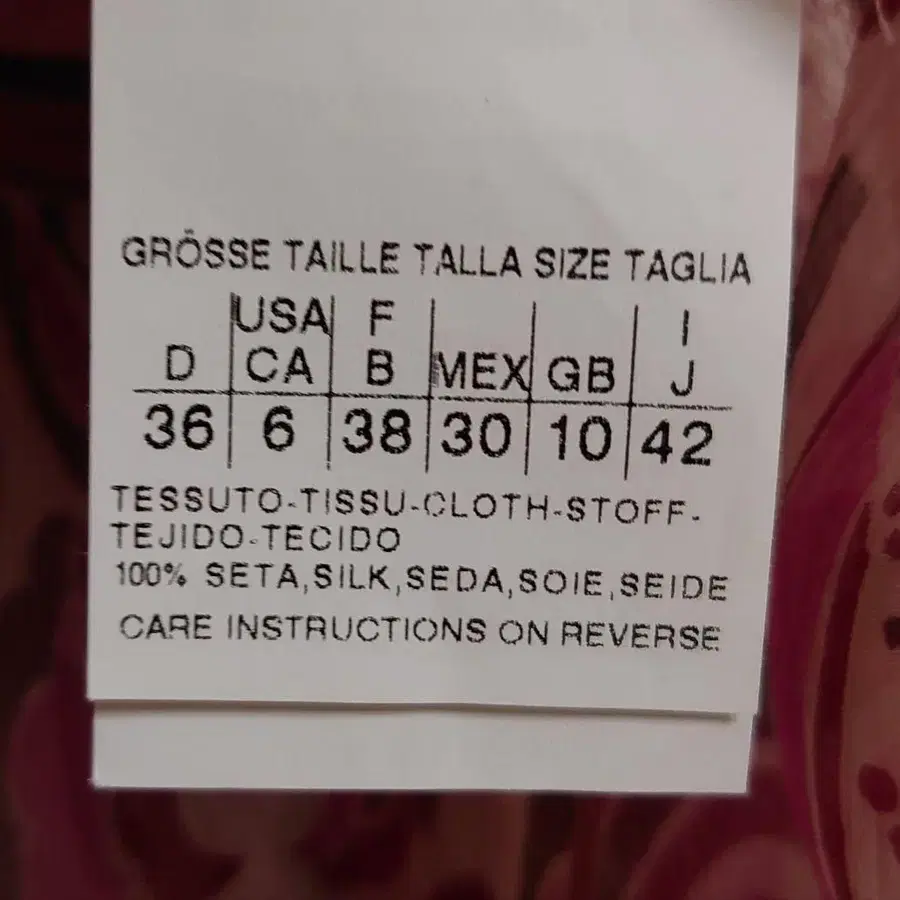 GRÖSSE TAILLE TALLA SIZE TAGLIA
USA F I
D CA B MEX GB J
36 6 38 30 10 42
TESSUTO-TISSU-CLOTH-STOFF-
TEJIDO-TECIDO
100% SETA,SILK,SEDA,SOIE,SEIDE
CARE INSTRUCTIONS ON REVERSE